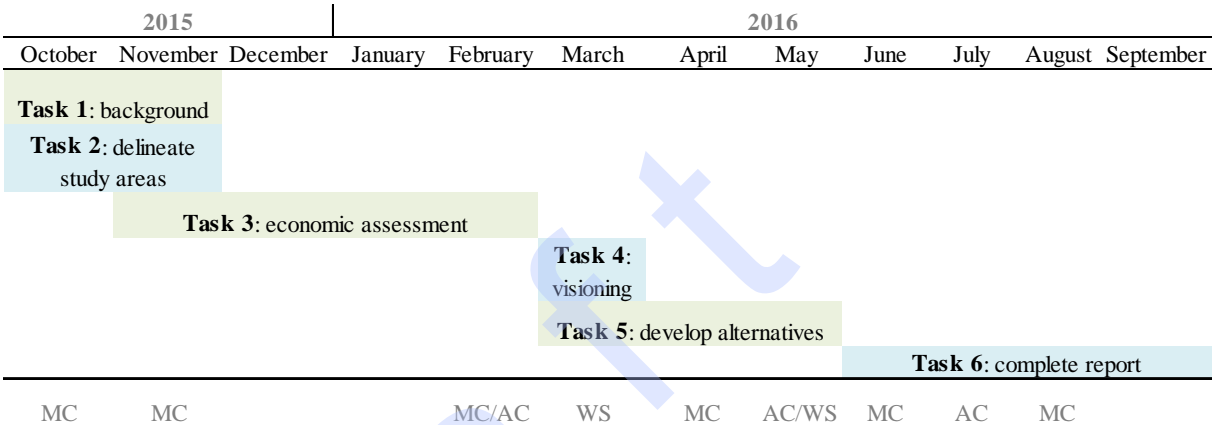 2015 2016
October November December January February March April May June July August September
Task 1: background
Task 2: delineate
study areas
Task 3: economic assessment
Task 4:
visioning
Task 5: develop alternatives
Task 6: complete report
MC MC MC/AC WS MC AC/WS MC AC MC
f t